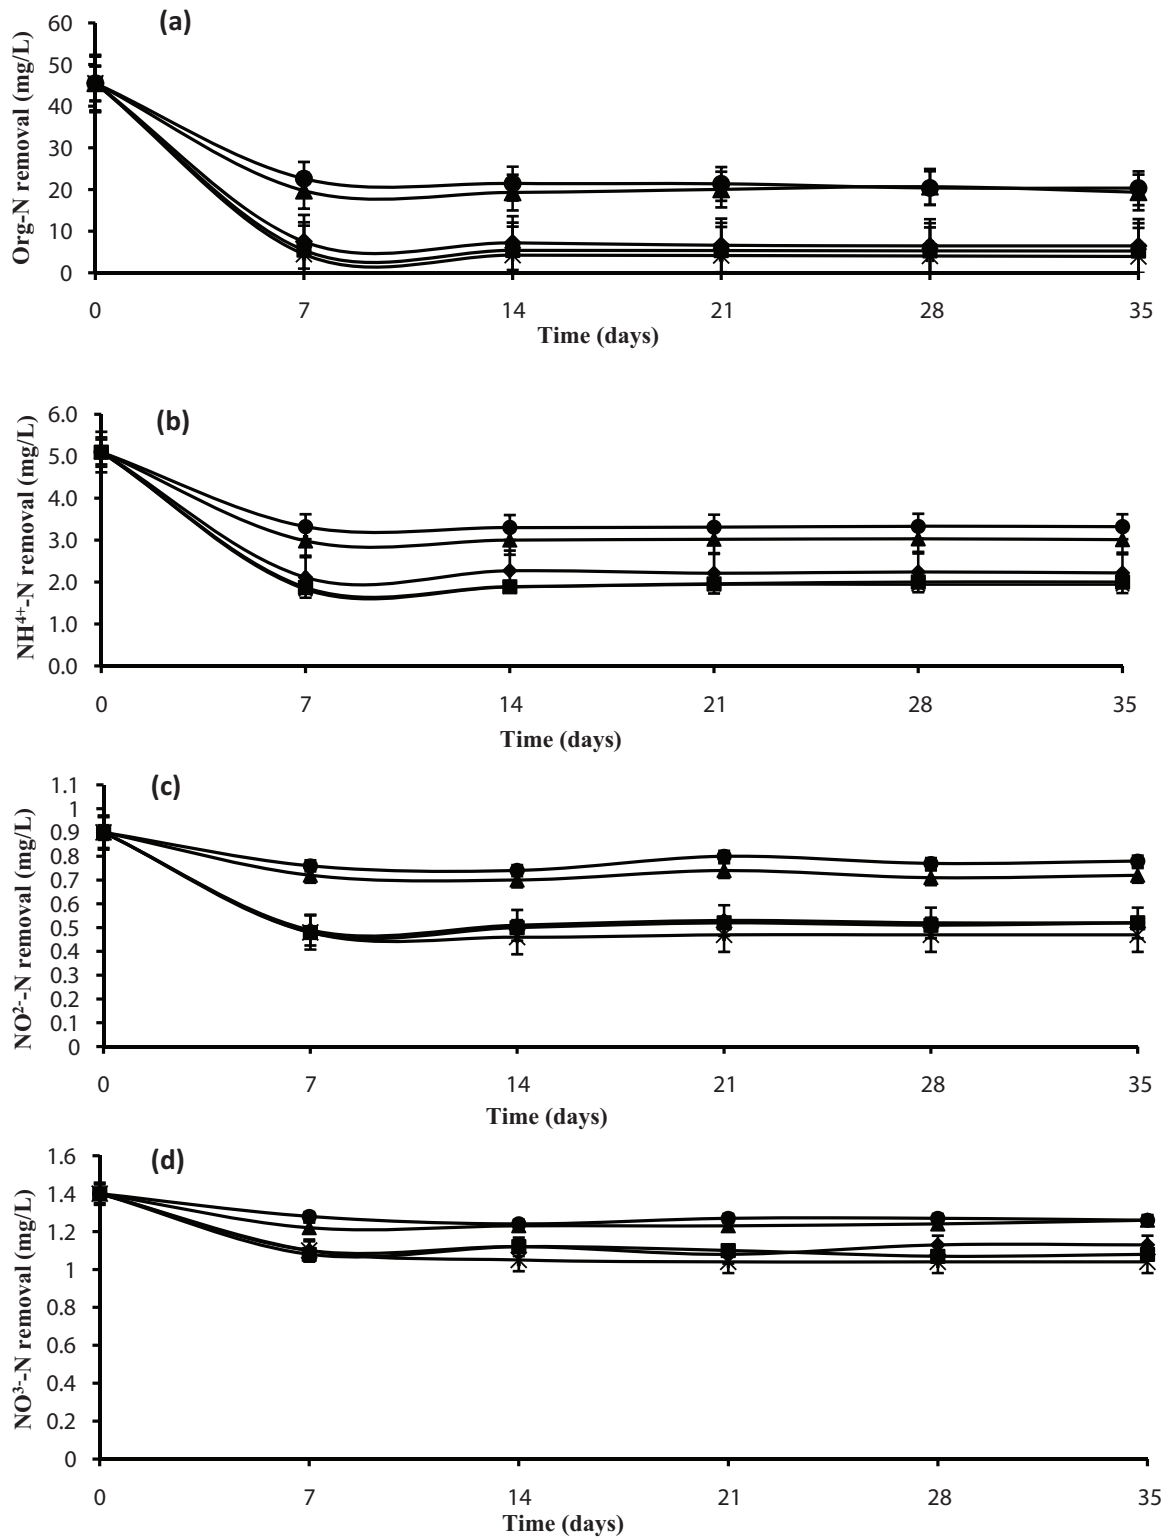 (a)
Org-N removal (mg/L)
60
50
40
30
20
10
0
0 7 14 21 28 35
Time (days)
(b)
NH⁴⁺-N removal (mg/L)
6.0
5.0
4.0
3.0
2.0
1.0
0.0
0 7 14 21 28 35
Time (days)
(c)
NO²⁻-N removal (mg/L)
1.1
1
0.9
0.8
0.7
0.6
0.5
0.4
0.3
0.2
0.1
0
0 7 14 21 28 35
Time (days)
(d)
NO³⁻-N removal (mg/L)
1.6
1.4
1.2
1
0.8
0.6
0.4
0.2
0
0 7 14 21 28 35
Time (days)